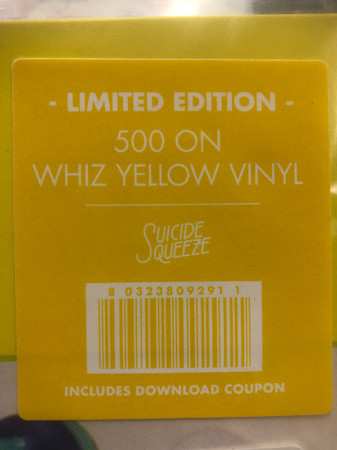 - LIMITED EDITION -
500 ON
WHIZ YELLOW VINYL
SUICIDE
SQUEEZE
8 0323809291 1
INCLUDES DOWNLOAD COUPON